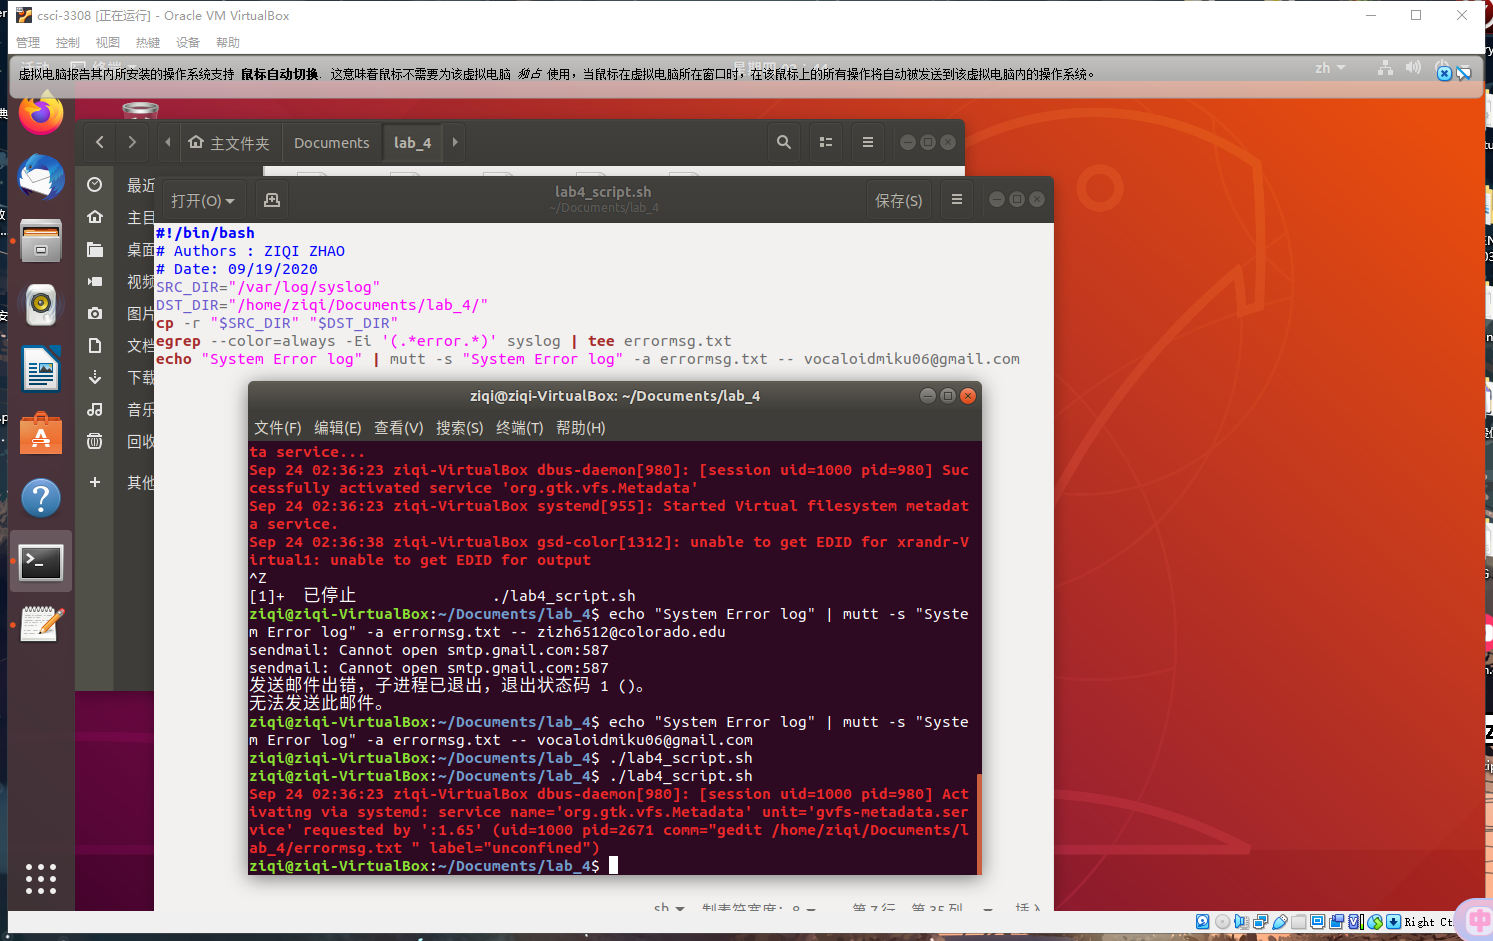 csci-3308 [正在运行] - Oracle VM VirtualBox
管理 控制 视图 热键 设备 帮助
虚拟电脑报告其内所安装的操作系统支持 鼠标自动切换. 这意味着鼠标不需要为该虚拟电脑 独占 使用，当鼠标在虚拟电脑所在窗口时，在该鼠标上的所有操作将自动被发送到该虚拟电脑内的操作系统。
zh
主文件夹 Documents lab_4
最近
主目
桌面
视频
图片
文档
下载
音乐
回收
其他
打开(O)
lab4_script.sh
~/Documents/lab_4
保存(S)
#!/bin/bash
# Authors : ZIQI ZHAO
# Date: 09/19/2020
SRC_DIR="/var/log/syslog"
DST_DIR="/home/ziqi/Documents/lab_4/"
cp -r "$SRC_DIR" "$DST_DIR"
egrep --color=always -Ei '(.*error.*)' syslog | tee errormsg.txt
echo "System Error log" | mutt -s "System Error log" -a errormsg.txt -- vocaloidmiku06@gmail.com
ziqi@ziqi-VirtualBox: ~/Documents/lab_4
文件(F) 编辑(E) 查看(V) 搜索(S) 终端(T) 帮助(H)
ta service...
Sep 24 02:36:23 ziqi-VirtualBox dbus-daemon[980]: [session uid=1000 pid=980] Suc
cessfully activated service 'org.gtk.vfs.Metadata'
Sep 24 02:36:23 ziqi-VirtualBox systemd[955]: Started Virtual filesystem metadat
a service.
Sep 24 02:36:38 ziqi-VirtualBox gsd-color[1312]: unable to get EDID for xrandr-V
irtual1: unable to get EDID for output
^Z
[1]+ 已停止 ./lab4_script.sh
ziqi@ziqi-VirtualBox:~/Documents/lab_4$ echo "System Error log" | mutt -s "Syste
m Error log" -a errormsg.txt -- zizh6512@colorado.edu
sendmail: Cannot open smtp.gmail.com:587
sendmail: Cannot open smtp.gmail.com:587
发送邮件出错，子进程已退出，退出状态码 1 ()。
无法发送此邮件。
ziqi@ziqi-VirtualBox:~/Documents/lab_4$ echo "System Error log" | mutt -s "Syste
m Error log" -a errormsg.txt -- vocaloidmiku06@gmail.com
ziqi@ziqi-VirtualBox:~/Documents/lab_4$ ./lab4_script.sh
ziqi@ziqi-VirtualBox:~/Documents/lab_4$ ./lab4_script.sh
Sep 24 02:36:23 ziqi-VirtualBox dbus-daemon[980]: [session uid=1000 pid=980] Act
ivating via systemd: service name='org.gtk.vfs.Metadata' unit='gvfs-metadata.ser
vice' requested by ':1.65' (uid=1000 pid=2671 comm="gedit /home/ziqi/Documents/l
ab_4/errormsg.txt " label="unconfined")
ziqi@ziqi-VirtualBox:~/Documents/lab_4$
sh 制表符宽度：8 第 7 行，第 35 列 插入
Right Ct
中